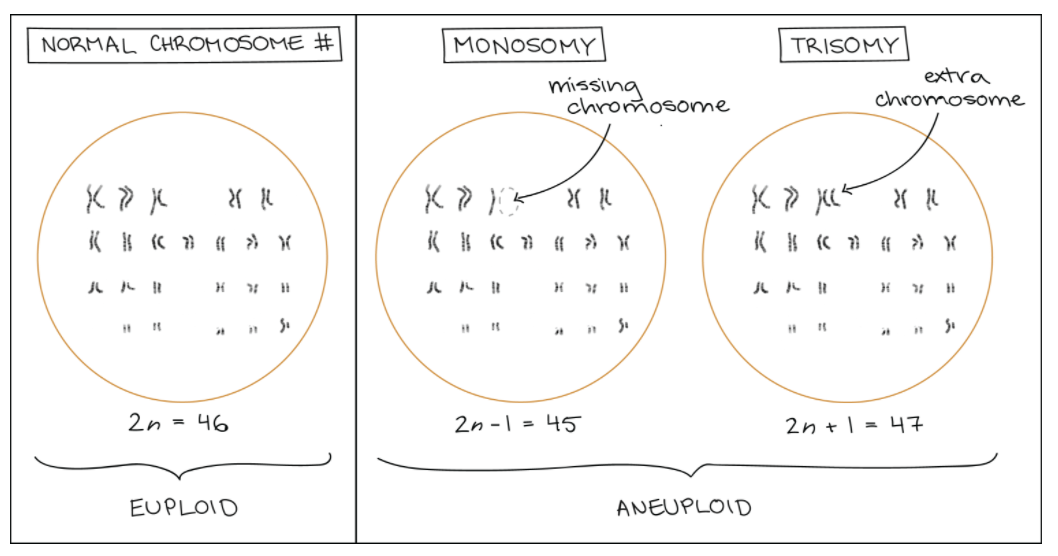 NORMAL CHROMOSOME #
2n = 46
EUPLOID
MONOSOMY
missing
chromosome
2n-1 = 45
TRISOMY
extra
chromosome
2n + 1 = 47
ANEUPLOID